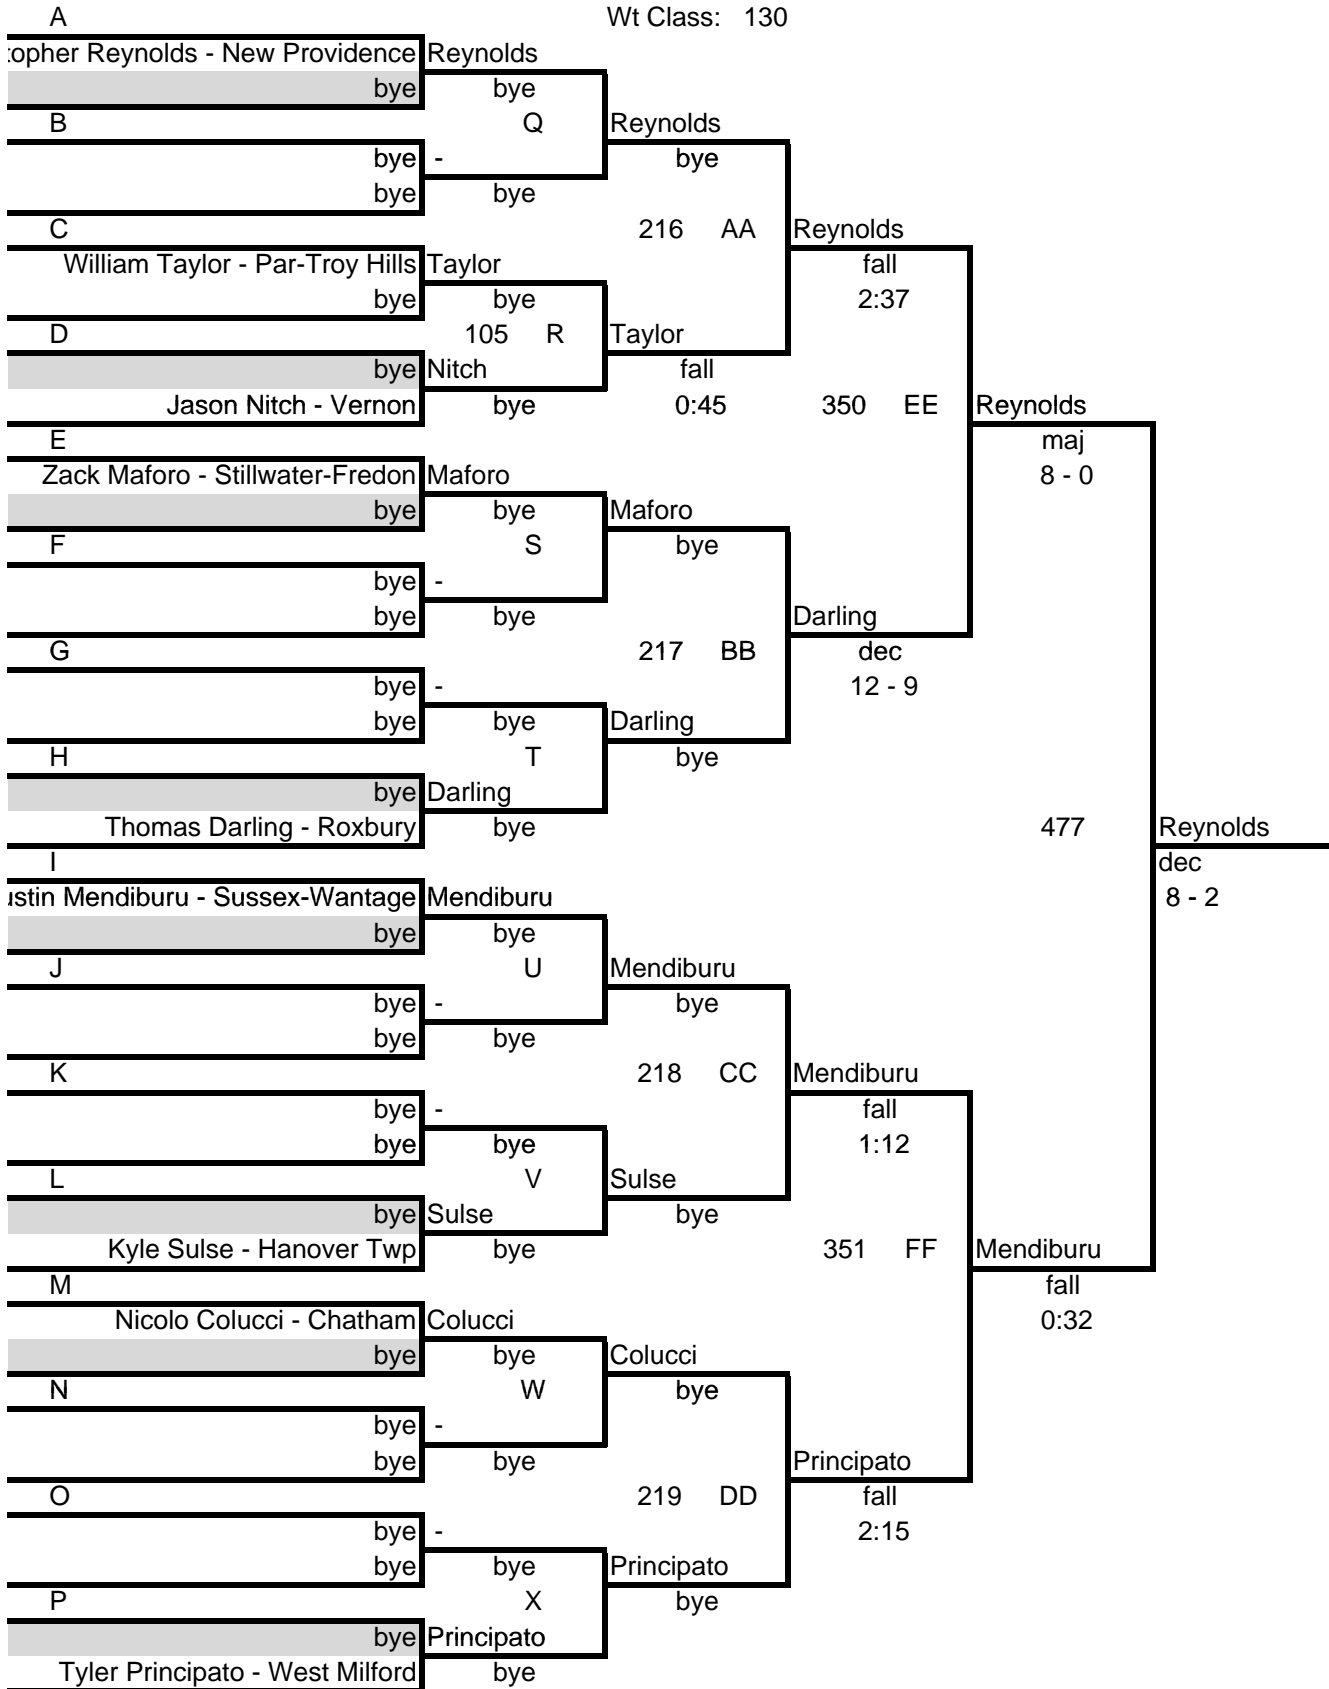 A Wt Class: 130
topher Reynolds - New Providence Reynolds
bye bye
B Q Reynolds
bye - bye
bye bye
C 216 AA Reynolds
William Taylor - Par-Troy Hills Taylor fall
bye bye 2:37
D 105 R Taylor
bye Nitch fall
Jason Nitch - Vernon bye 0:45 350 EE Reynolds
E maj
Zack Maforo - Stillwater-Fredon Maforo 8 - 0
bye bye Maforo
F S bye
bye -
bye bye Darling
G 217 BB dec
bye - 12 - 9
bye bye Darling
H T bye
bye Darling
Thomas Darling - Roxbury bye 477 Reynolds
I dec
ustin Mendiburu - Sussex-Wantage Mendiburu 8 - 2
bye bye
J U Mendiburu
bye - bye
bye bye
K 218 CC Mendiburu
bye - fall
bye bye 1:12
L V Sulse
bye Sulse bye
Kyle Sulse - Hanover Twp bye 351 FF Mendiburu
M fall
Nicolo Colucci - Chatham Colucci 0:32
bye bye Colucci
N W bye
bye -
bye bye Principato
O 219 DD fall
bye - 2:15
bye bye Principato
P X bye
bye Principato
Tyler Principato - West Milford bye